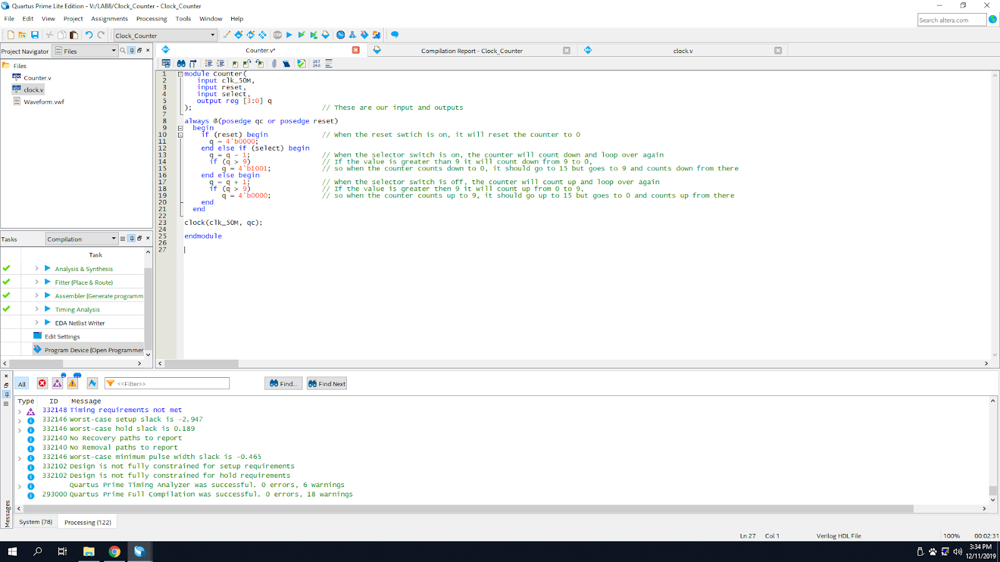 Quartus Prime Lite Edition - V:/LAB8/Clock_Counter - Clock_Counter
File Edit View Project Assignments Processing Tools Window Help
Search altera.com
Clock_Counter
Project Navigator Files
Counter.v*
Compilation Report - Clock_Counter
clock.v
Files
Counter.v
clock.v
Waveform.vwf
267
268
1 module Counter(
2 input clk_50M,
3 input reset,
4 input select,
5 output reg [3:0] q
6 ); // These are our input and outputs
7
8 always @(posedge qc or posedge reset)
9 begin
10 if (reset) begin // When the reset swtich is on, it will reset the counter to 0
11 q = 4'b0000;
12 end else if (select) begin
13 q = q - 1; // When the selector switch is on, the counter will count down and loop over again
14 if (q > 9) // If the value is greater than 9 it will count down from 9 to 0,
15 q = 4'b1001; // so when the counter counts down to 0, it should go to 15 but goes to 9 and counts down from there
16 end else begin
17 q = q + 1; // When the selector switch is off, the counter will count up and loop over again
18 if (q > 9) // If the value is greater then 9 it will count up from 0 to 9,
19 q = 4'b0000; // so when the counter counts up to 9, it should go up to 15 but goes to 0 and counts up from there
20 end
21 end
22
23 clock(clk_50M, qc);
24
25 endmodule
26
27
Tasks Compilation
Task
Analysis & Synthesis
Fitter (Place & Route)
Assembler (Generate programm
Timing Analysis
EDA Netlist Writer
Edit Settings
Program Device (Open Programmer
All
<<Filter>>
Find...
Find Next
Type ID Message
332148 Timing requirements not met
332146 Worst-case setup slack is -2.947
332146 Worst-case hold slack is 0.189
332140 No Recovery paths to report
332140 No Removal paths to report
332146 Worst-case minimum pulse width slack is -0.465
332102 Design is not fully constrained for setup requirements
332102 Design is not fully constrained for hold requirements
Quartus Prime Timing Analyzer was successful. 0 errors, 6 warnings
293000 Quartus Prime Full Compilation was successful. 0 errors, 18 warnings
Messages
System (78) Processing (122)
Ln 27 Col 1 Verilog HDL File 100% 00:02:31
3:34 PM
12/11/2019